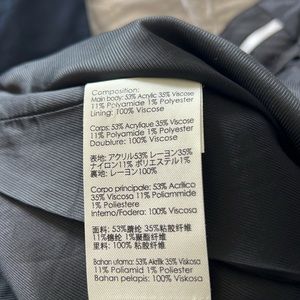 Composition:
Main body: 53% Acrylic 35% Viscose
11% Polyamide 1% Polyester
Lining: 100% Viscose
Corps: 53% Acrylique 35% Viscose
11% Polyamide 1% Polyester
Doublure: 100% Viscose
表地: アクリル53% レーヨン35%
ナイロン11% ポリエステル1%
裏地: レーヨン100%
Corpo principale: 53% Acrilico
35% Viscosa 11% Poliammide
1% Poliestere
Interno/Fodera: 100% Viscosa
面料: 53%腈纶 35%粘胶纤维
11%锦纶 1%聚酯纤维
里料: 100% 粘胶纤维
Bahan utama: 53% Akrilik 35% Viskosa
11% Poliamid 1% Poliester
Bahan pelapis: 100% Viskosa